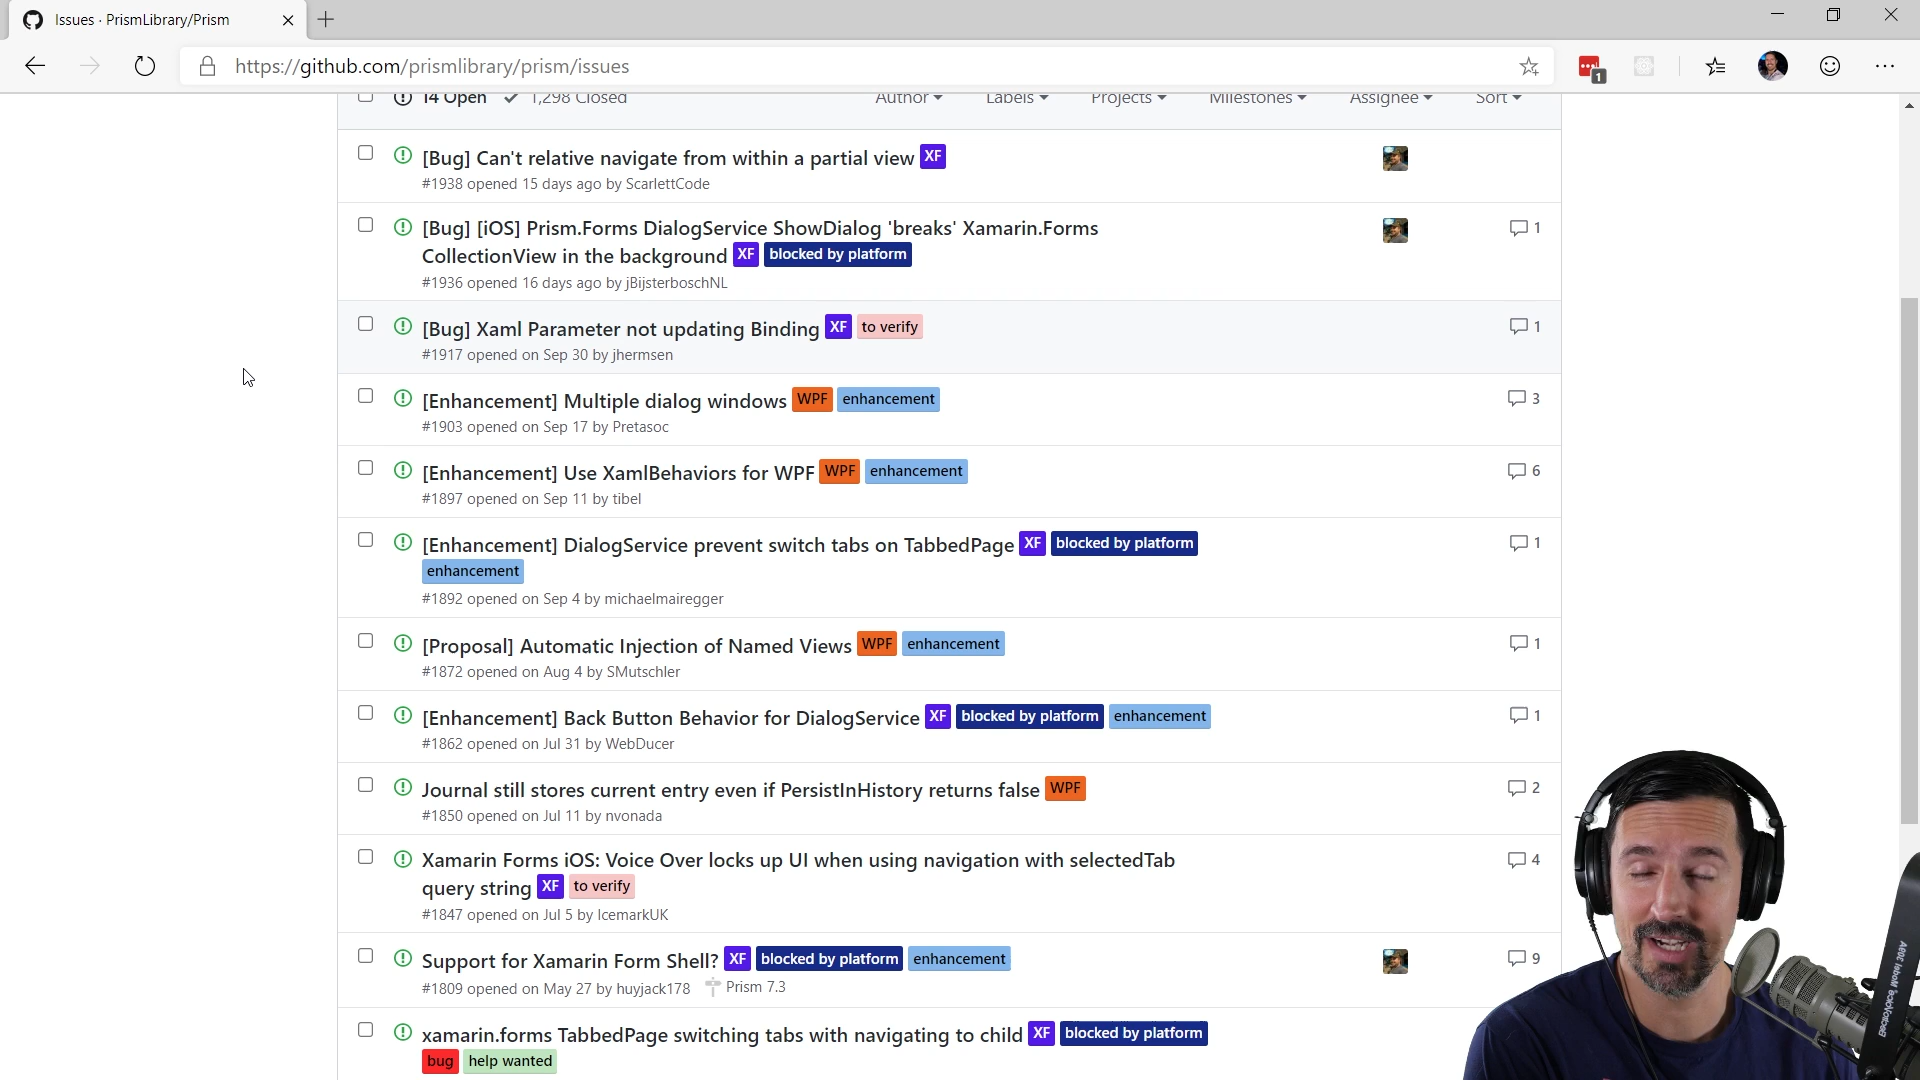 Issues · PrismLibrary/Prism
https://github.com/prismlibrary/prism/issues
1
14 Open 1,298 Closed Author Labels Projects Milestones Assignee Sort
[Bug] Can't relative navigate from within a partial view XF
#1938 opened 15 days ago by ScarlettCode
[Bug] [iOS] Prism.Forms DialogService ShowDialog 'breaks' Xamarin.Forms 1
CollectionView in the background XF blocked by platform
#1936 opened 16 days ago by jBijsterboschNL
[Bug] Xaml Parameter not updating Binding XF to verify 1
#1917 opened on Sep 30 by jhermsen
[Enhancement] Multiple dialog windows WPF enhancement 3
#1903 opened on Sep 17 by Pretasoc
[Enhancement] Use XamlBehaviors for WPF WPF enhancement 6
#1897 opened on Sep 11 by tibel
[Enhancement] DialogService prevent switch tabs on TabbedPage XF blocked by platform 1
enhancement
#1892 opened on Sep 4 by michaelmairegger
[Proposal] Automatic Injection of Named Views WPF enhancement 1
#1872 opened on Aug 4 by SMutschler
[Enhancement] Back Button Behavior for DialogService XF blocked by platform enhancement 1
#1862 opened on Jul 31 by WebDucer
Journal still stores current entry even if PersistInHistory returns false WPF 2
#1850 opened on Jul 11 by nvonada
Xamarin Forms iOS: Voice Over locks up UI when using navigation with selectedTab 4
query string XF to verify
#1847 opened on Jul 5 by IcemarkUK
Support for Xamarin Form Shell? XF blocked by platform enhancement 9
#1809 opened on May 27 by huyjack178 Prism 7.3
xamarin.forms TabbedPage switching tabs with navigating to child XF blocked by platform
bug help wanted